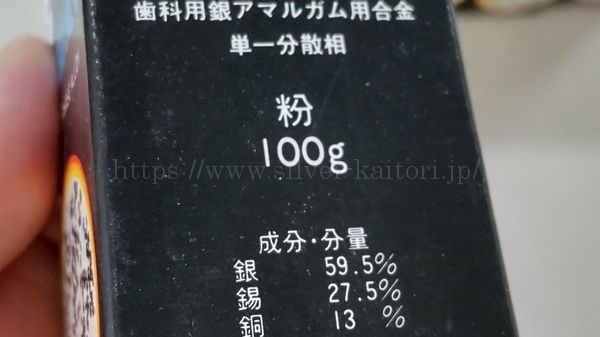 歯科用銀アマルガム用合金
単一分散相
粉
100g
https://www.silver-kaitori.jp/
成分・分量
銀 59.5%
錫 27.5%
銅 13 %